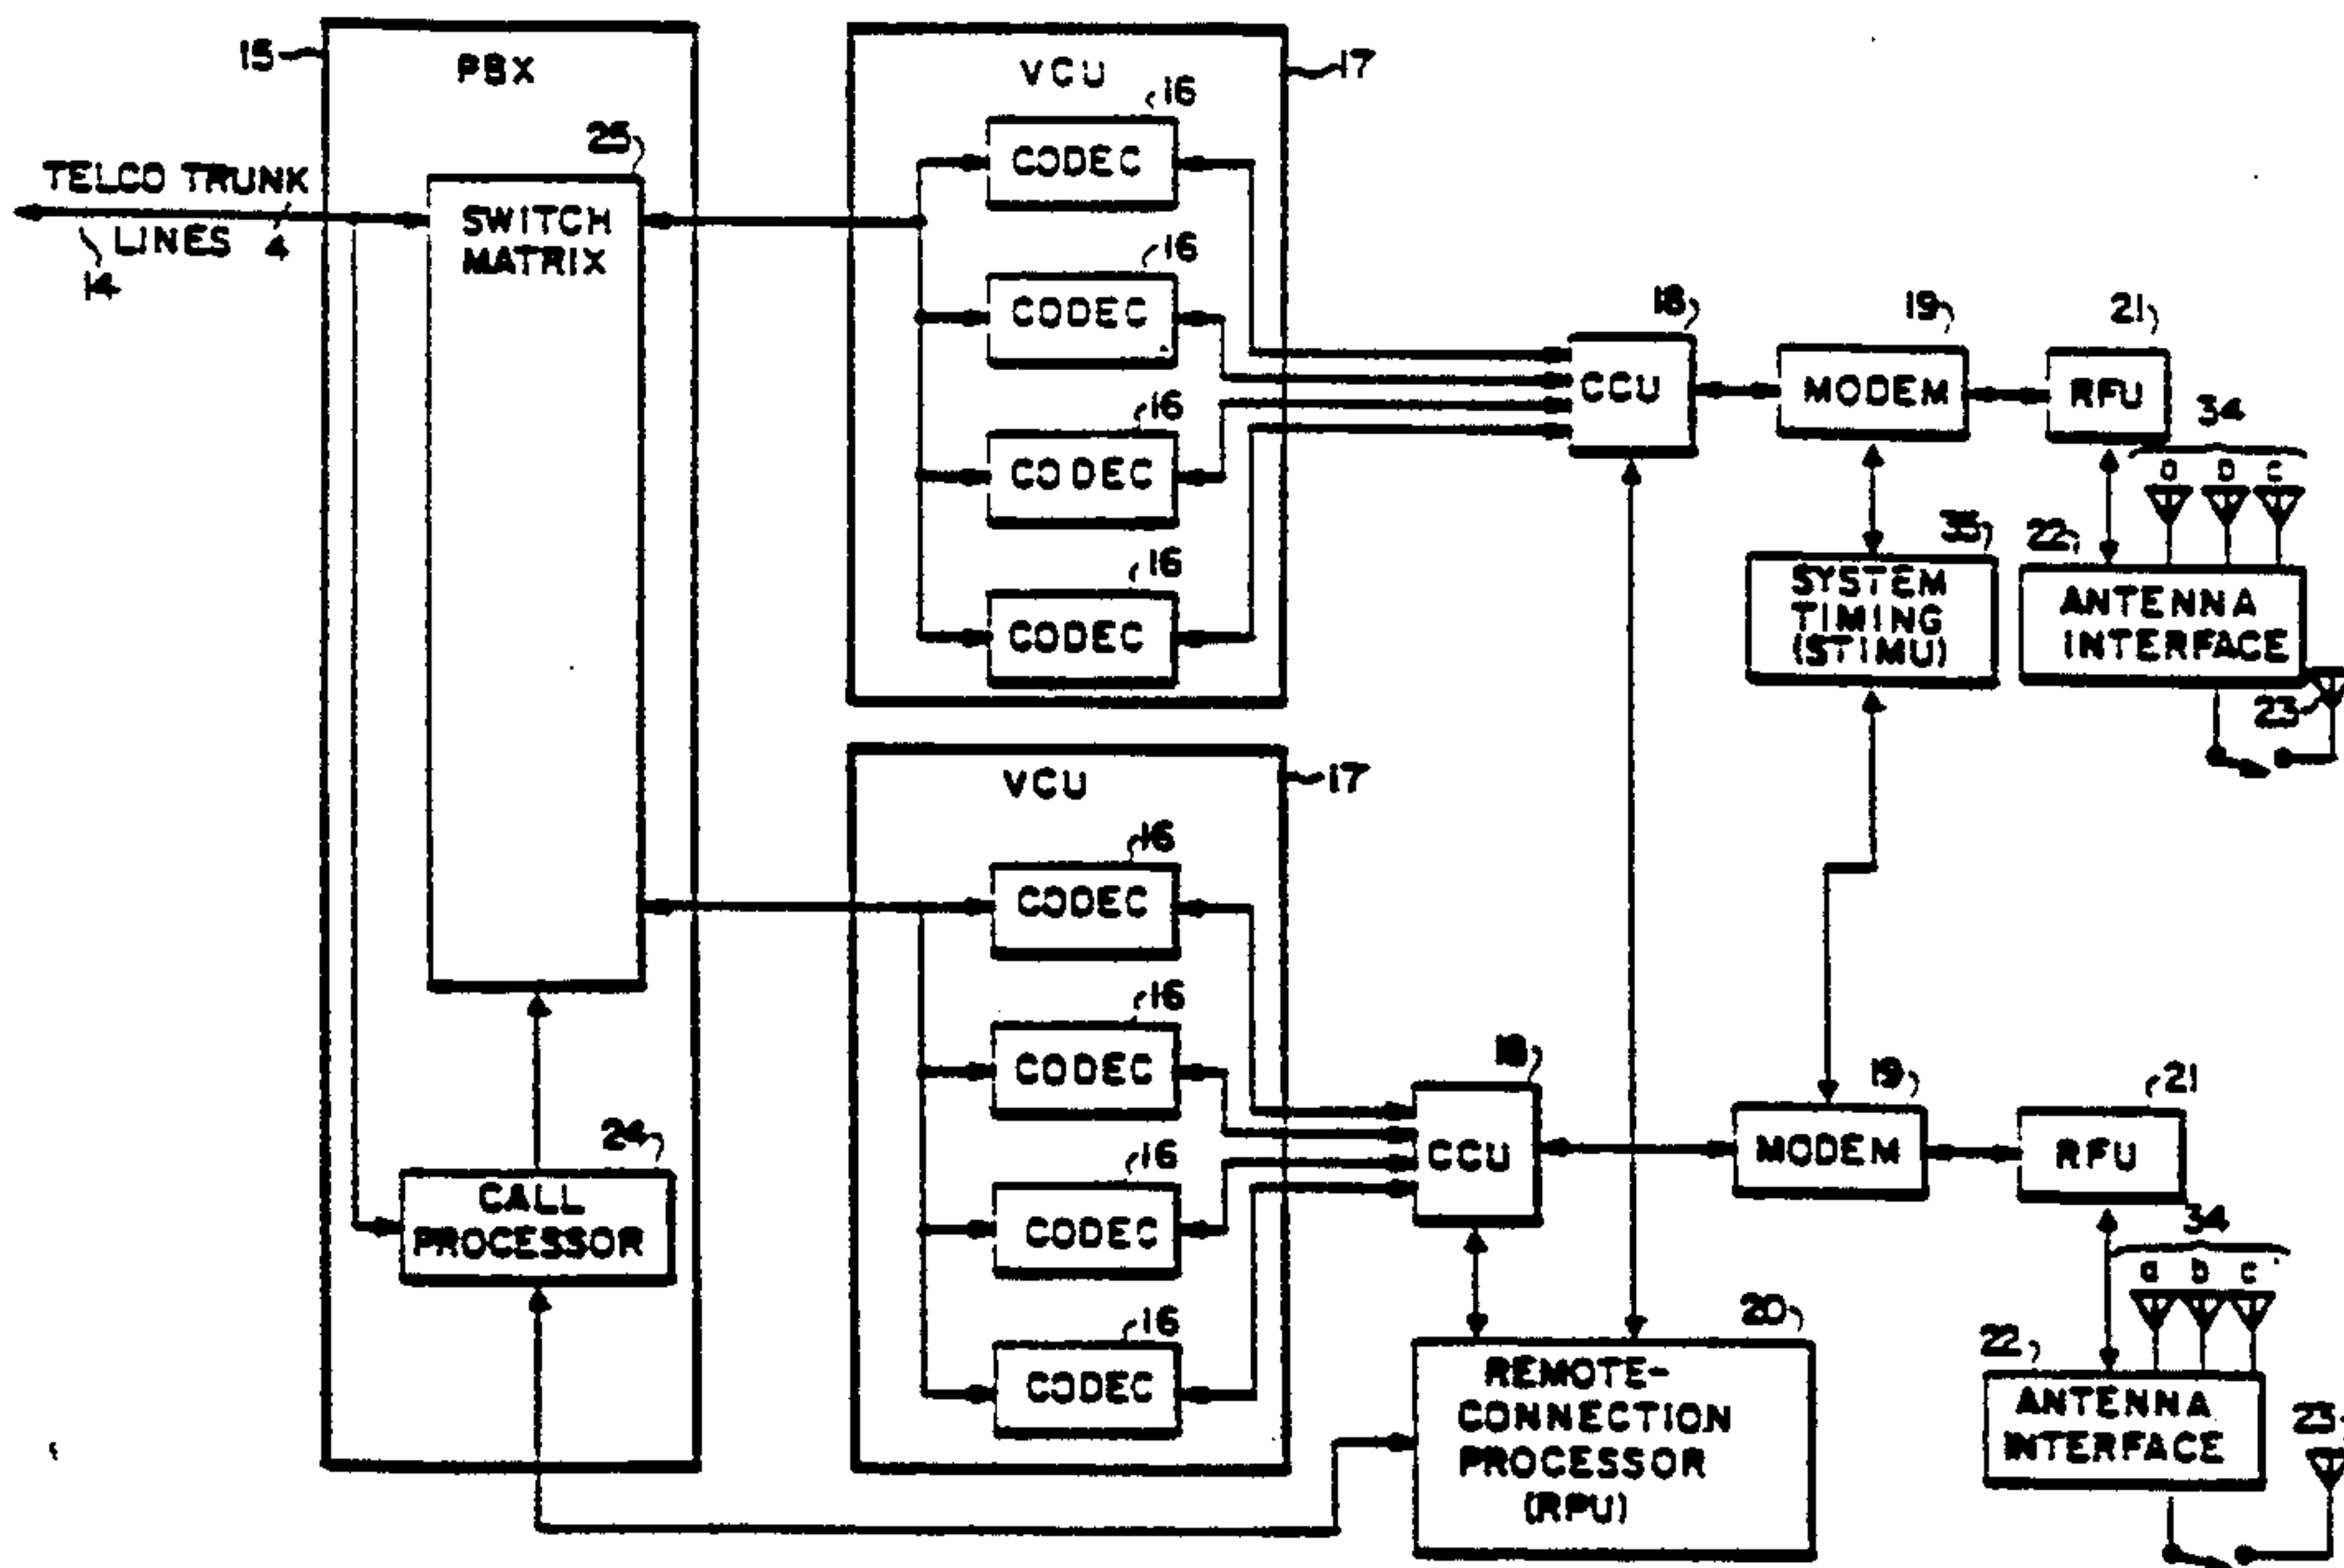 15
PBX
TELCO TRUNK
LINES 4
14
25
SWITCH
MATRIX
24
CALL
PROCESSOR
VCU
17
16
CODEC
16
CODEC
16
CODEC
16
CODEC
VCU
17
16
CODEC
16
CODEC
16
CODEC
16
CODEC
18
CCU
19
MODEM
21
RFU
34
a b c
35
SYSTEM
TIMING
(STIMU)
22
ANTENNA
INTERFACE
23
18
CCU
19
MODEM
21
RFU
34
a b c
20
REMOTE-
CONNECTION
PROCESSOR
(RPU)
22
ANTENNA
INTERFACE
23